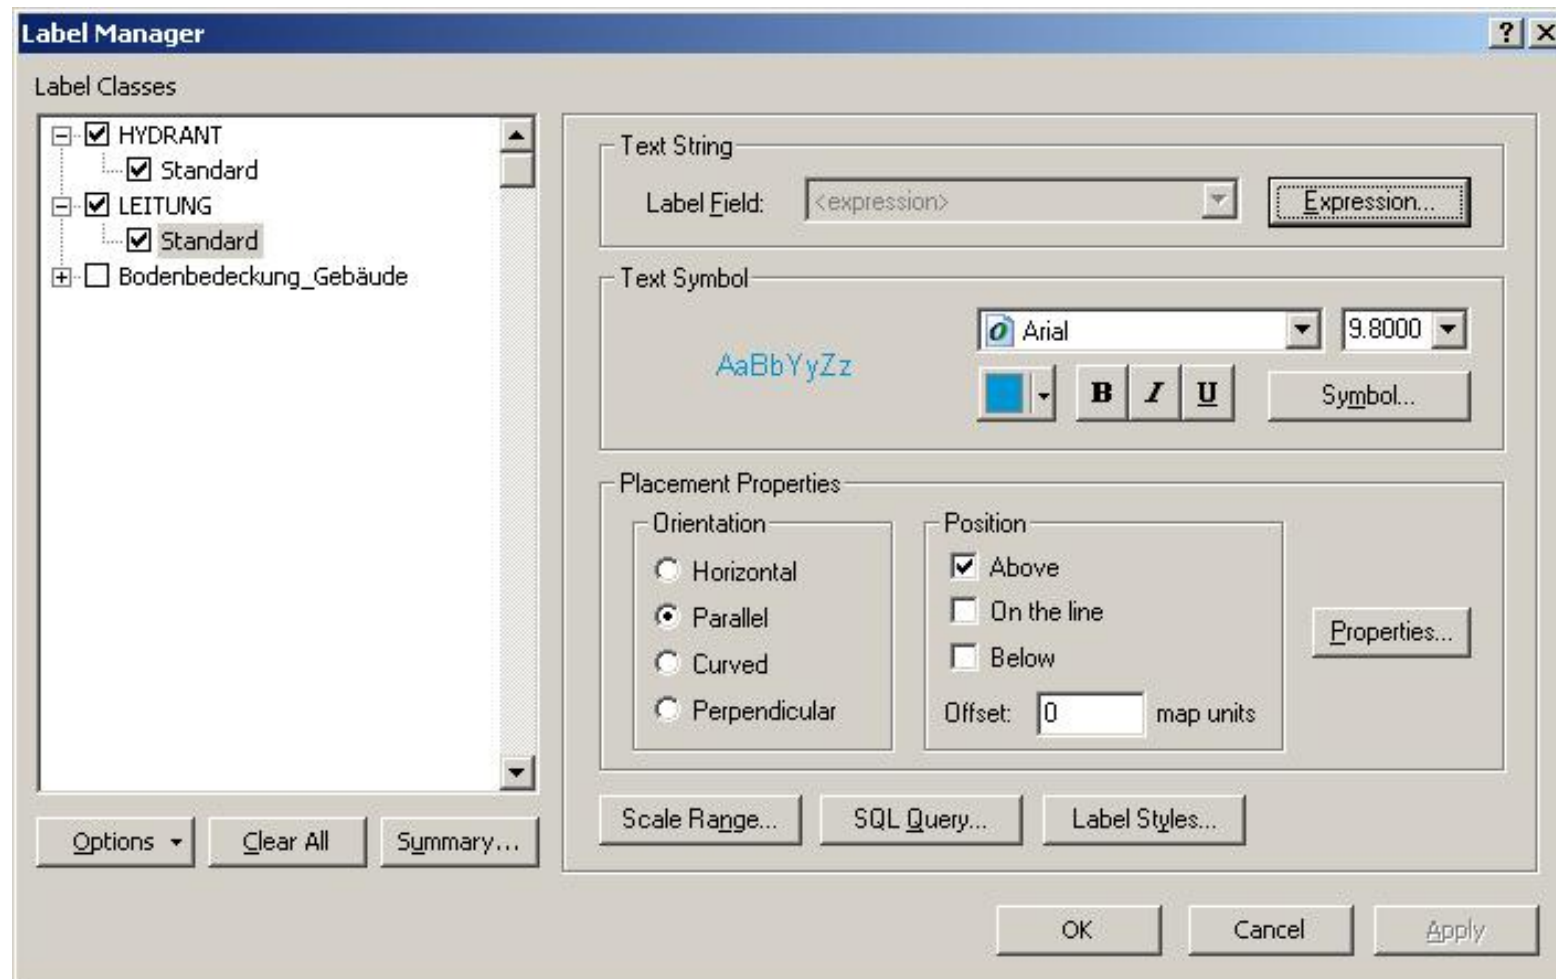 Label Manager
Label Classes
HYDRANT
Standard
LEITUNG
Standard
Bodenbedeckung_Gebäude
Options
Clear All
Summary...
Text String
Label Field:
<expression>
Expression...
Text Symbol
AaBbYyZz
Arial
9.8000
B I U
Symbol...
Placement Properties
Orientation
Horizontal
Parallel
Curved
Perpendicular
Position
Above
On the line
Below
Offset: 0 map units
Properties...
Scale Range...
SQL Query...
Label Styles...
OK
Cancel
Apply